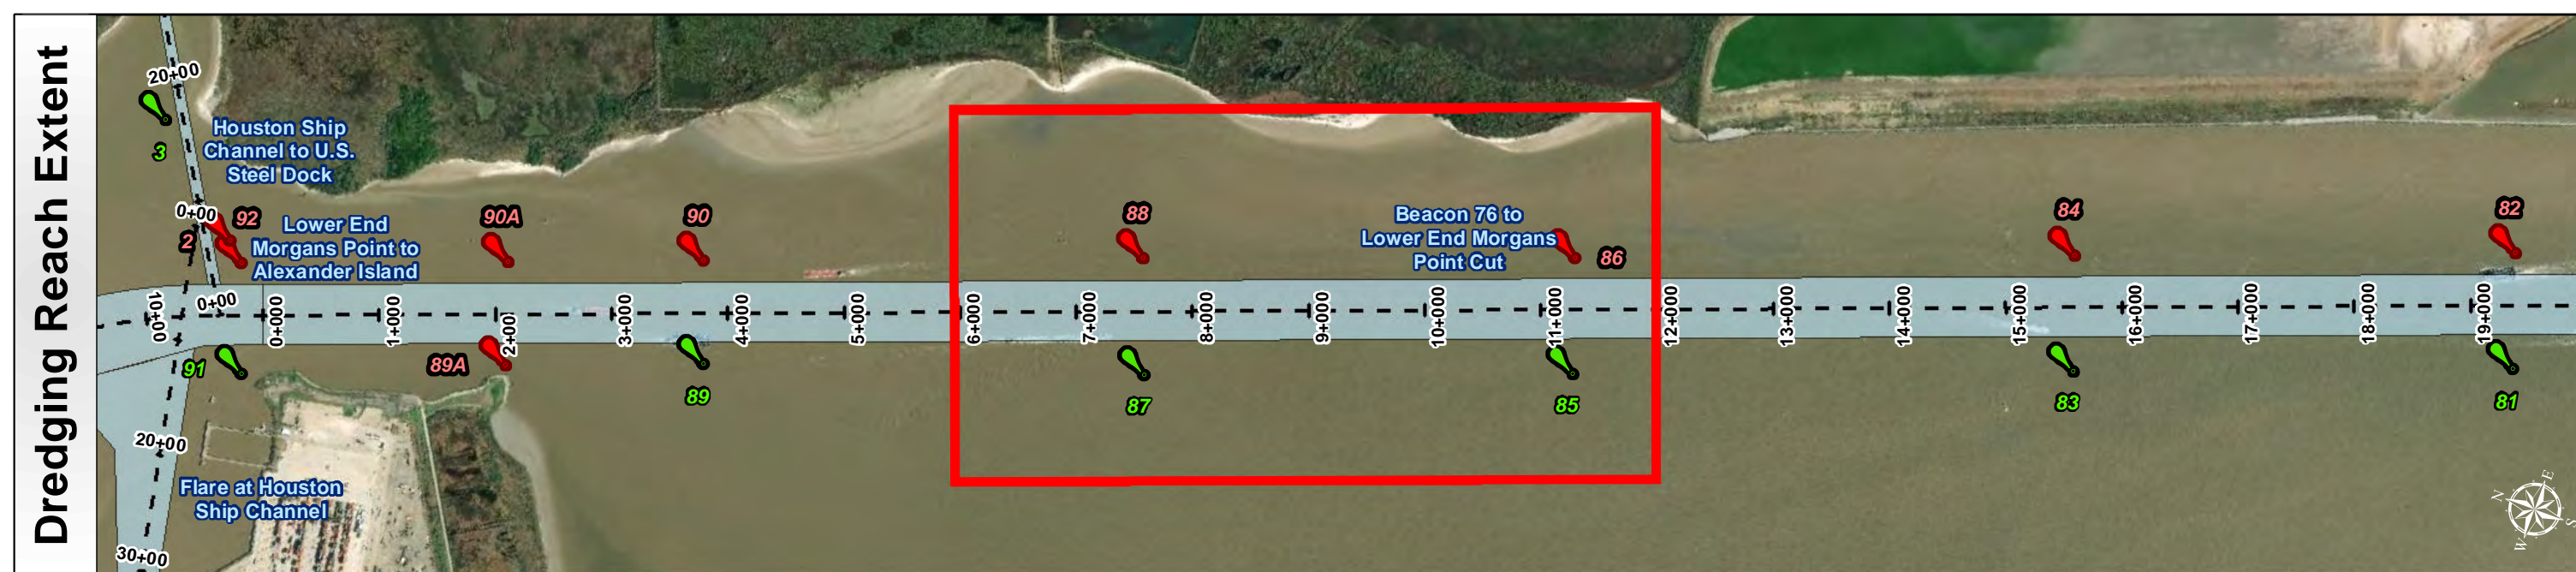 Dredging Reach Extent
20+00
3
Houston Ship
Channel to U.S.
Steel Dock
0+00
92
2
Lower End
Morgans Point to
Alexander Island
90A
90
88
Beacon 76 to
Lower End Morgans
Point Cut
86
84
82
10+00
0+00
0+000
1+000
2+00
3+000
4+000
5+000
6+000
7+000
8+000
9+000
10+000
11+000
12+000
13+000
14+000
15+000
16+000
17+000
18+000
19+000
91
89A
89
87
85
83
81
20+00
Flare at Houston
Ship Channel
30+00
N
E
S
W